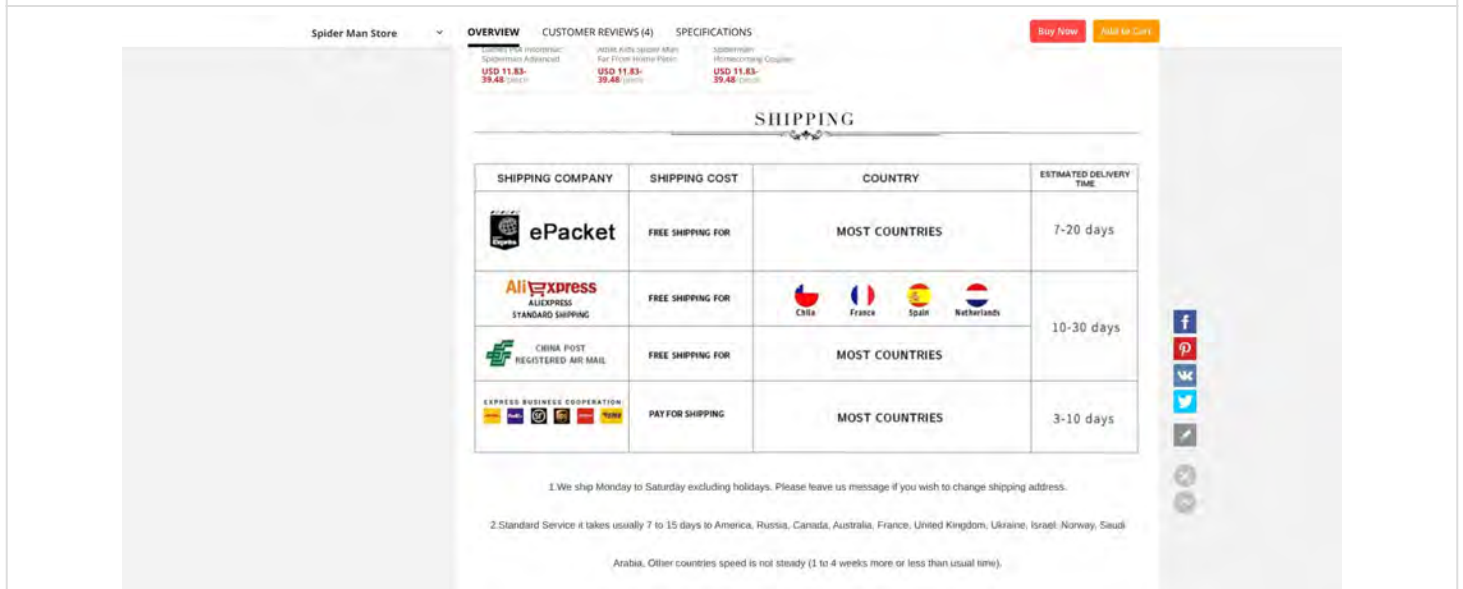 Spider Man Store
OVERVIEW CUSTOMER REVIEWS (4) SPECIFICATIONS
Buy Now Add to Cart
Spiderman Advanced Far From Home Homecoming
USD 11.83- USD 11.83- USD 11.83-
39.48 39.48 39.48
SHIPPING
SHIPPING COMPANY SHIPPING COST COUNTRY ESTIMATED DELIVERY
TIME
ePacket FREE SHIPPING FOR MOST COUNTRIES 7-20 days
AliExpress
ALIEXPRESS
STANDARD SHIPPING
FREE SHIPPING FOR
Chile France Spain Netherlands
10-30 days
CHINA POST
REGISTERED AIR MAIL
FREE SHIPPING FOR MOST COUNTRIES
EXPRESS BUSINESS COOPERATION
FedEx
PAY FOR SHIPPING MOST COUNTRIES 3-10 days
1.We ship Monday to Saturday excluding holidays. Please leave us message if you wish to change shipping address.
2.Standard Service it takes usually 7 to 15 days to America, Russia, Canada, Australia, France, United Kingdom, Ukraine, Israel, Norway, Saudi
Arabia, Other countries speed is not steady (1 to 4 weeks more or less than usual time).